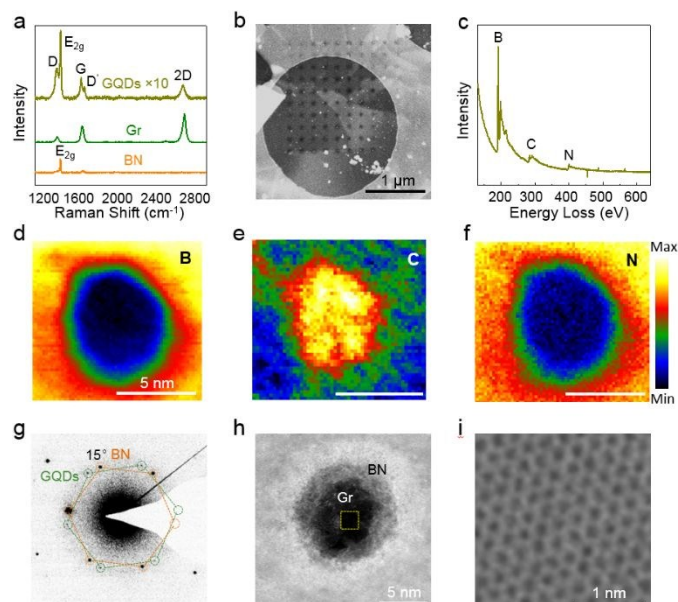 a
D
E2g
G
D'
GQDs ×10
2D
Gr
E2g
BN
Intensity
1200 1600 2000 2400 2800
Raman Shift (cm-1)
b
1 µm
c
B
C
N
Intensity
200 300 400 500 600
Energy Loss (eV)
d
B
5 nm
e
C
f
N
Max
Min
g
15° BN
GQDs
h
BN
Gr
5 nm
i
1 nm